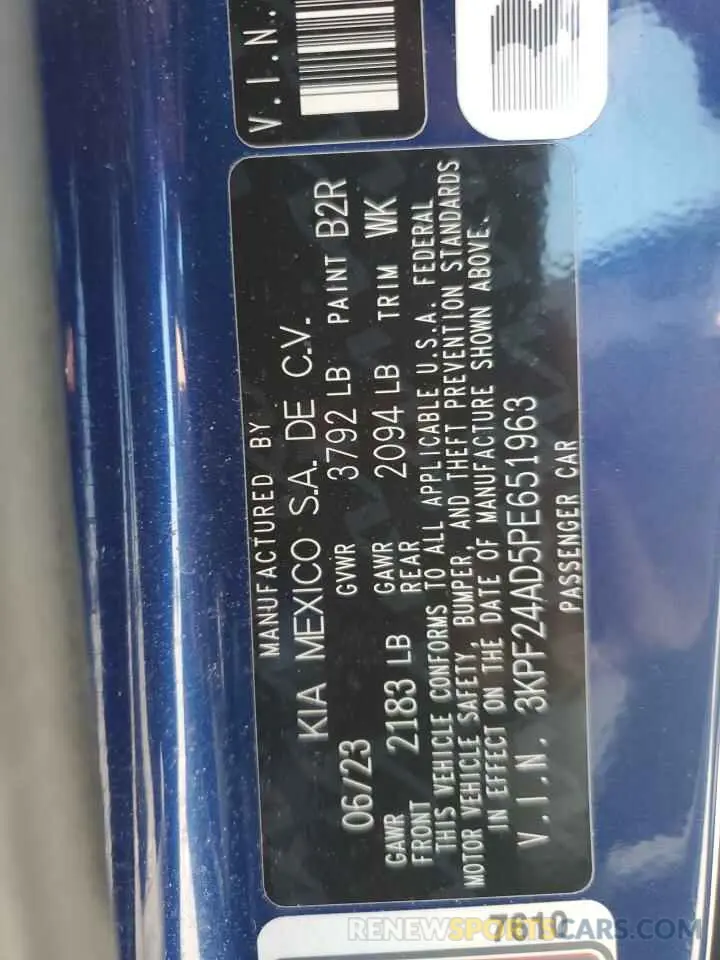 V.I.N.
MANUFACTURED BY
KIA MEXICO S.A. DE C.V.
06/23 GVWR 3792 LB PAINT B2R
GAWR FRONT 2183 LB GAWR REAR 2094 LB TRIM WK
THIS VEHICLE CONFORMS TO ALL APPLICABLE U.S.A. FEDERAL
MOTOR VEHICLE SAFETY, BUMPER, AND THEFT PREVENTION STANDARDS
IN EFFECT ON THE DATE OF MANUFACTURE SHOWN ABOVE.
V.I.N. 3KPF24AD5PE651963
PASSENGER CAR
7612
RENEWSPORTSCAR.COM